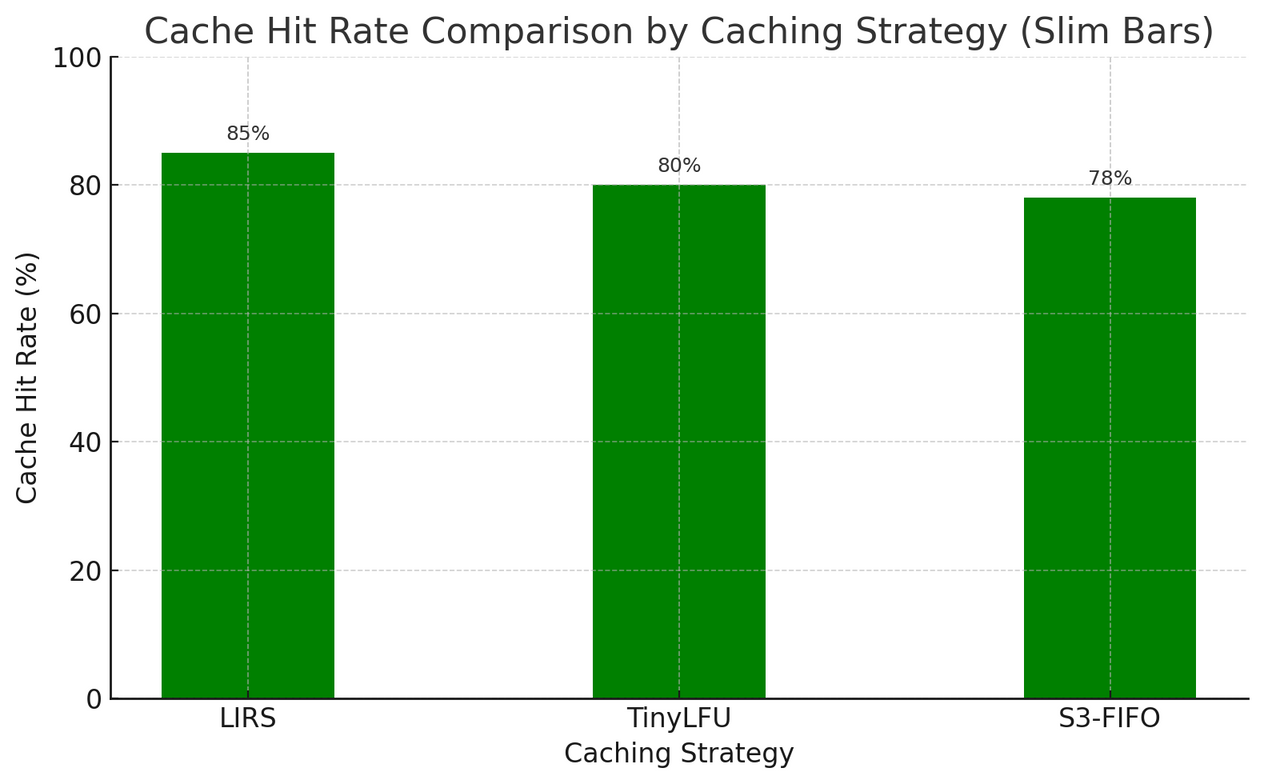 Cache Hit Rate Comparison by Caching Strategy (Slim Bars)
Cache Hit Rate (%)
100
80
60
40
20
0
85%
80%
78%
LIRS
TinyLFU
S3-FIFO
Caching Strategy